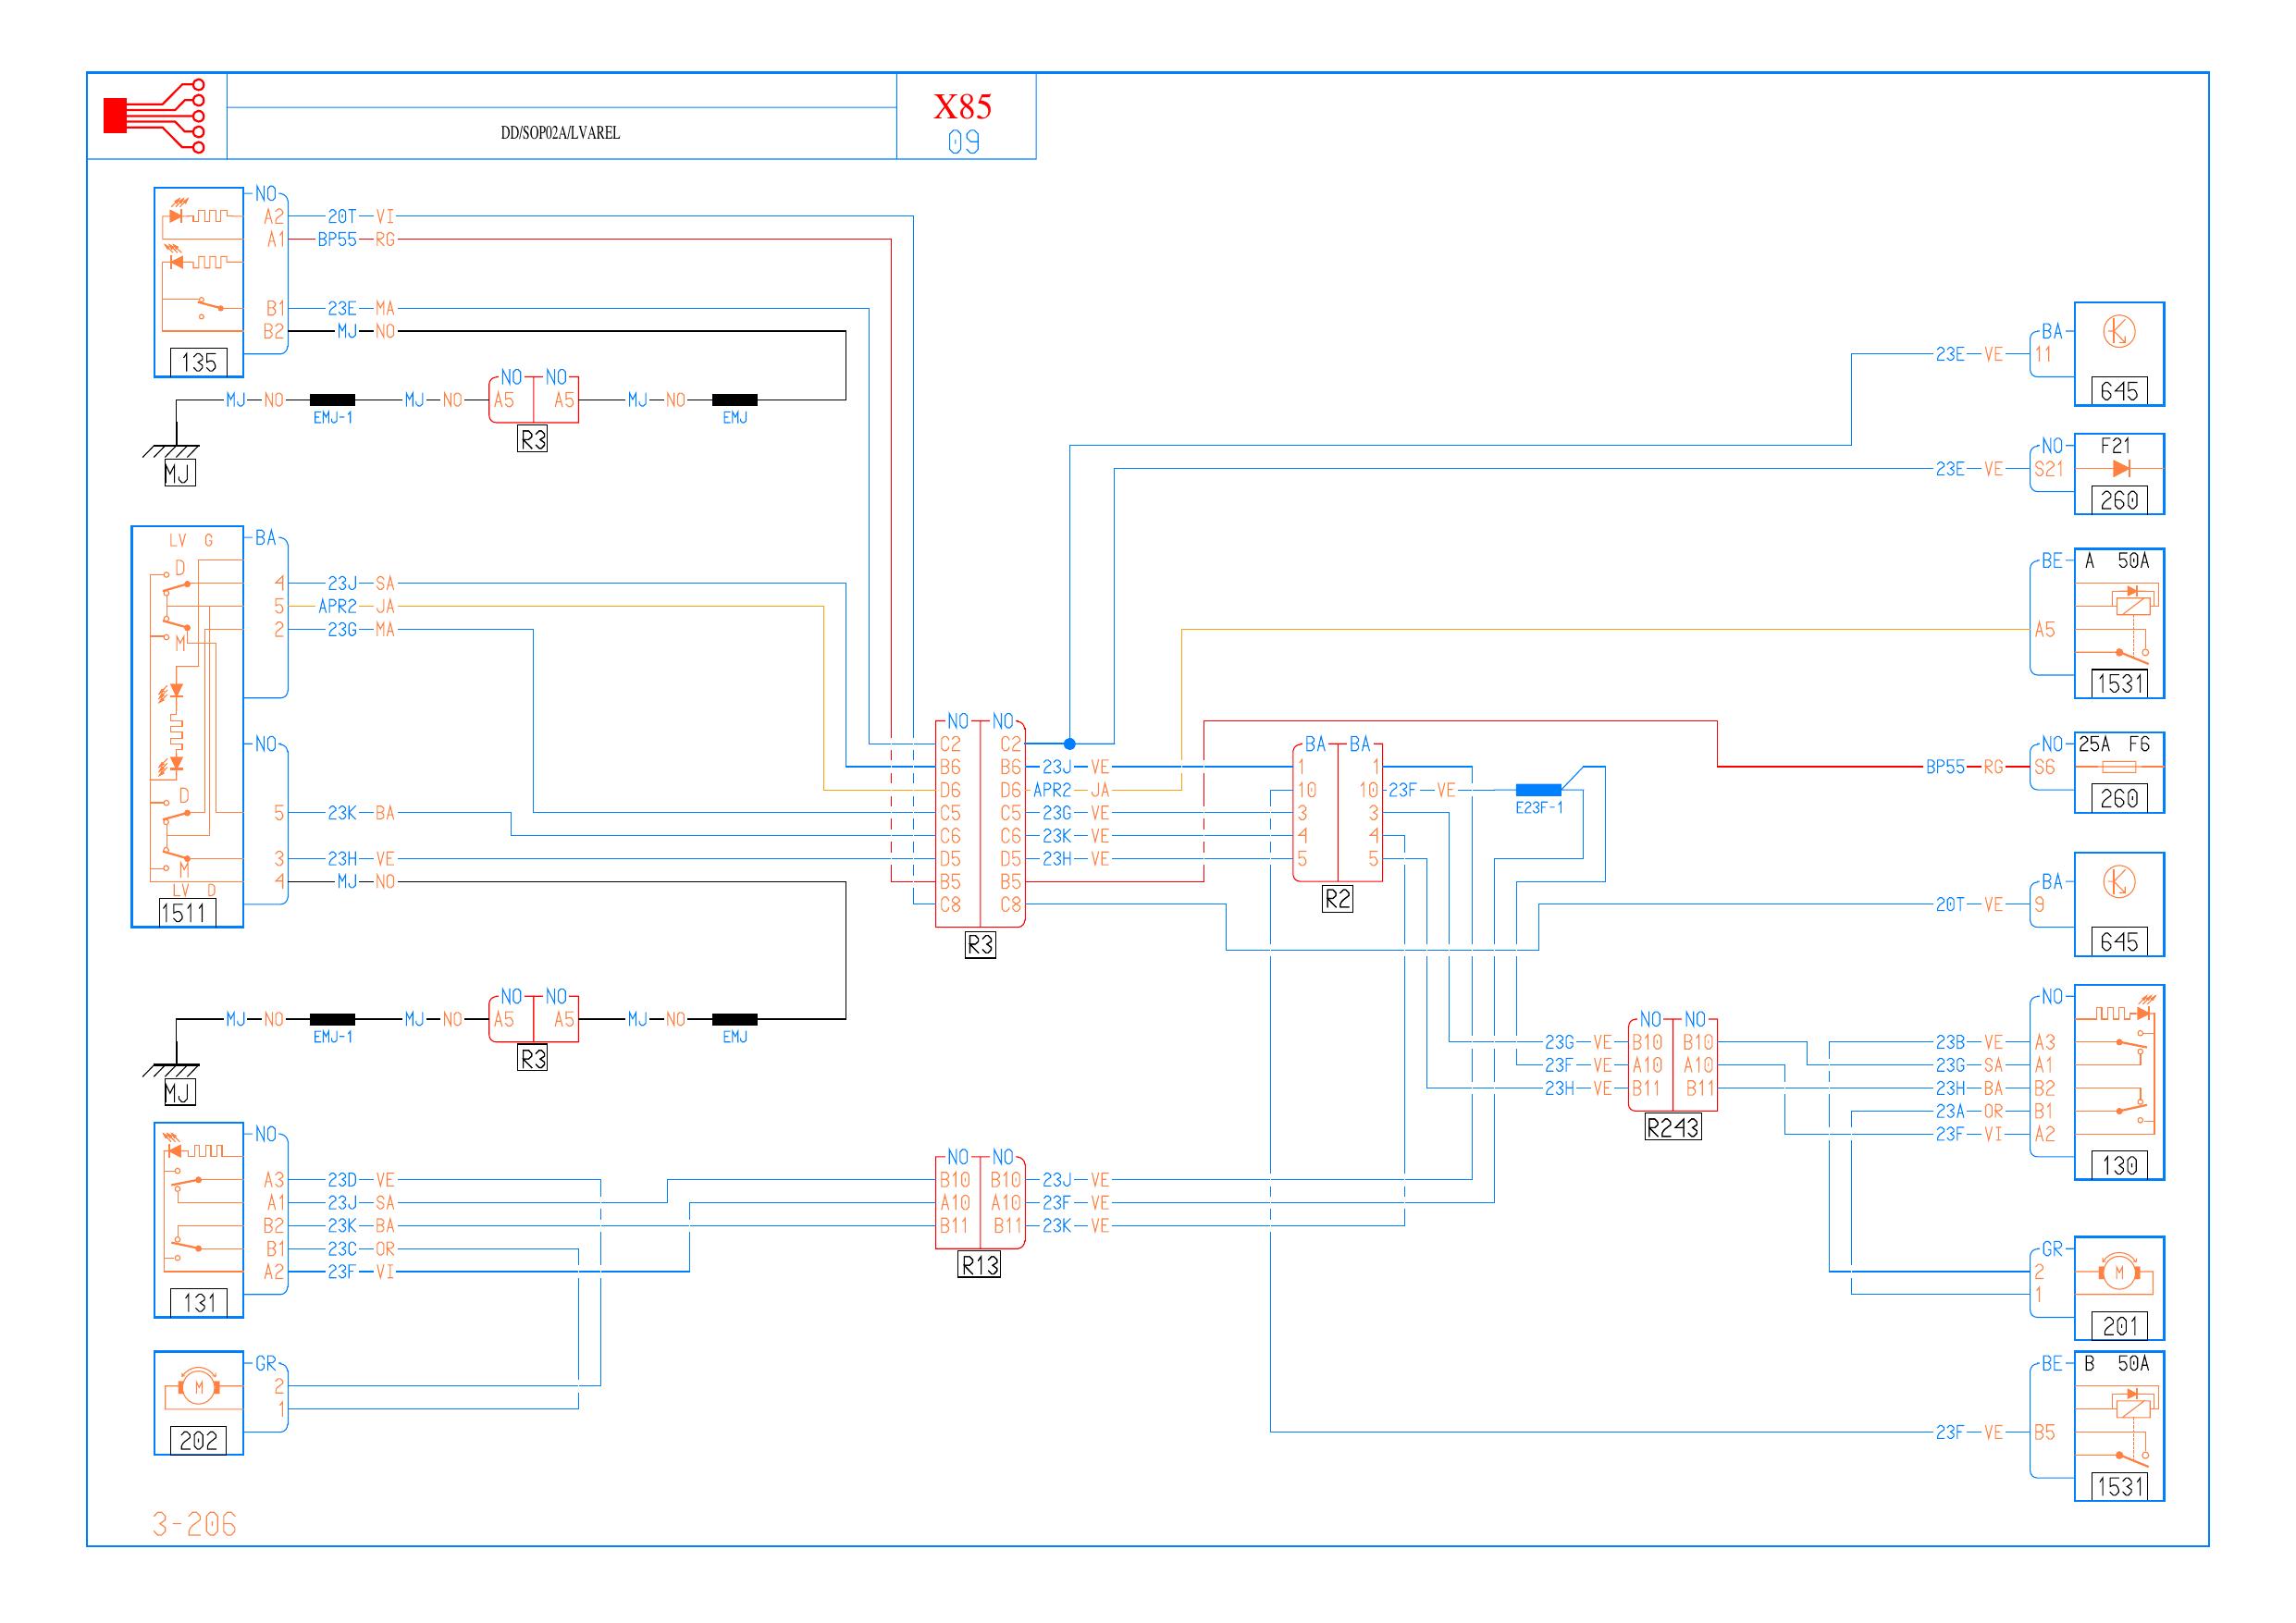 X85
DD/SOP02A/LVAREL
09
NO
A2 20T VI
A1 BP55 RG
B1 23E MA
B2 MJ NO
135
NO NO
MJ NO MJ NO A5 A5 MJ NO
EMJ-1 EMJ
R3
MJ
BA
11 23E VE
645
NO F21
23E VE S21
260
LV G BA
D
4 23J SA
5 APR2 JA
2 23G MA
M
NO
D
5 23K BA
3 23H VE
M
4 MJ NO
LV D
1511
BE A 50A
A5
1531
NO NO
C2 C2
B6 B6 23J VE
D6 D6 APR2 JA
C5 C5 23G VE
C6 C6 23K VE
D5 D5 23H VE
B5 B5
C8 C8
R3
BA BA
1 1
10 10 23F VE
E23F-1
3 3
4 4
5 5
R2
NO 25A F6
BP55 RG S6
260
BA
20T VE 9
645
NO NO
MJ NO MJ NO A5 A5 MJ NO
EMJ-1 EMJ
R3
MJ
NO NO
23G VE B10 B10
23F VE A10 A10
23H VE B11 B11
R243
NO
23B VE A3
23G SA A1
23H BA B2
23A OR B1
23F VI A2
130
NO
A3 23D VE
A1 23J SA
B2 23K BA
B1 23C OR
A2 23F VI
131
NO NO
B10 B10 23J VE
A10 A10 23F VE
B11 B11 23K VE
R13
GR
2
M
1
201
GR
M
2
1
202
BE B 50A
23F VE B5
1531
3-206